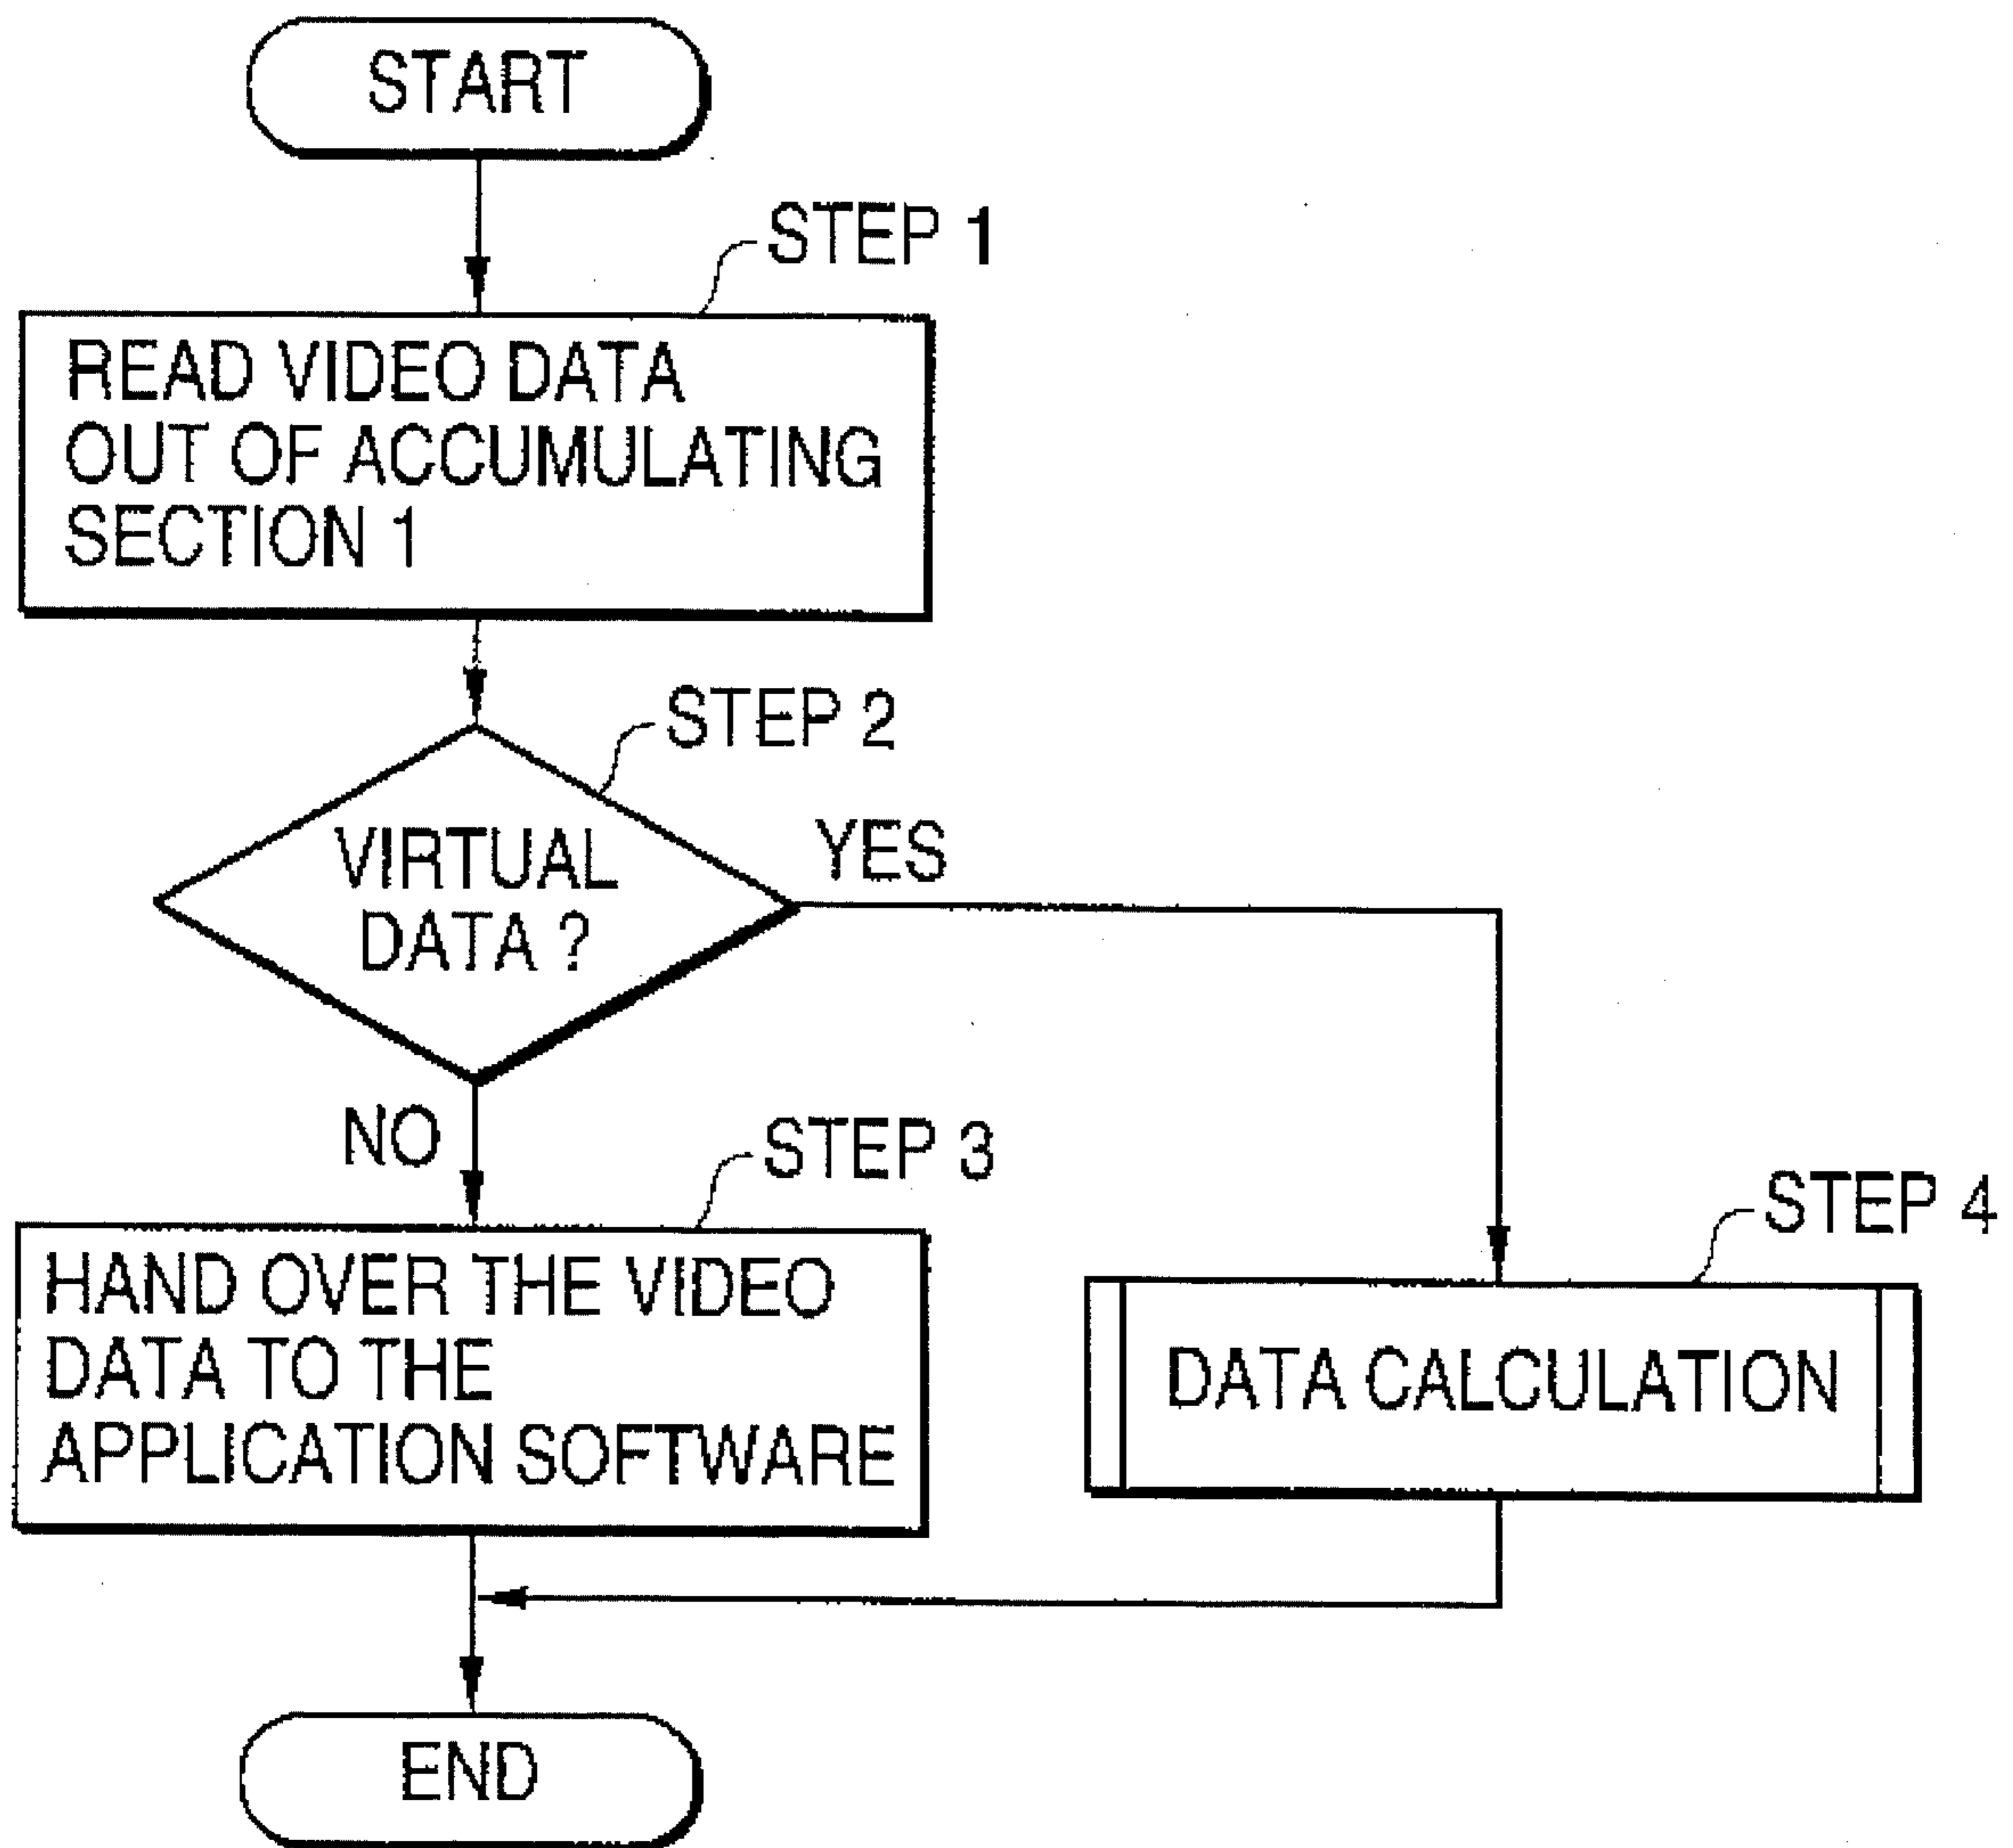 START
STEP 1
READ VIDEO DATA
OUT OF ACCUMULATING
SECTION 1
STEP 2
VIRTUAL
DATA ?
YES
NO
STEP 3
HAND OVER THE VIDEO
DATA TO THE
APPLICATION SOFTWARE
STEP 4
DATA CALCULATION
END